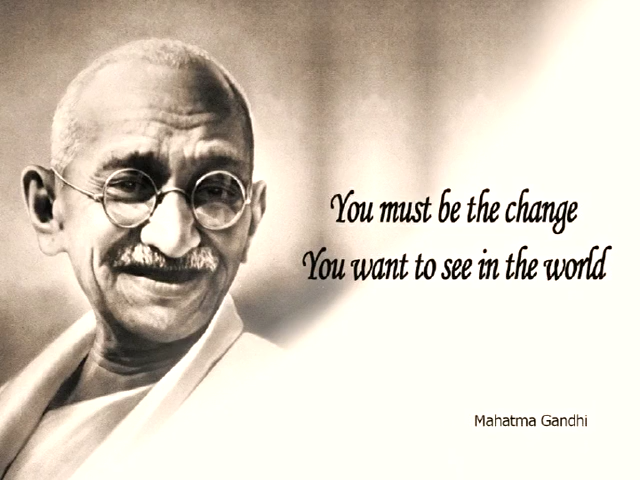 You must be the change
You want to see in the world
Mahatma Gandhi